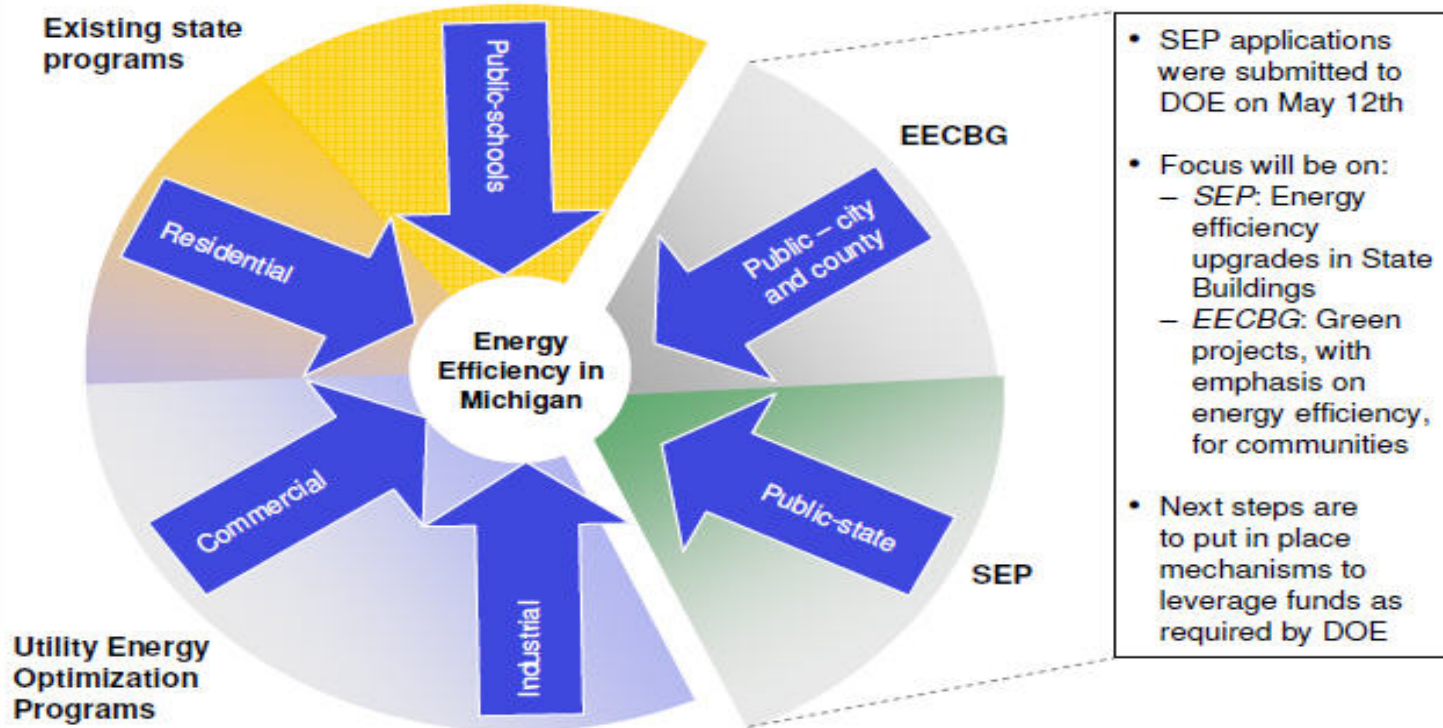 Existing state
programs
Public-schools
Residential
EECBG
Public – city
and county
Energy
Efficiency in
Michigan
Commercial
Industrial
Public-state
SEP
Utility Energy
Optimization
Programs
• SEP applications
were submitted to
DOE on May 12th
• Focus will be on:
– SEP: Energy
efficiency
upgrades in State
Buildings
– EECBG: Green
projects, with
emphasis on
energy efficiency,
for communities
• Next steps are
to put in place
mechanisms to
leverage funds as
required by DOE